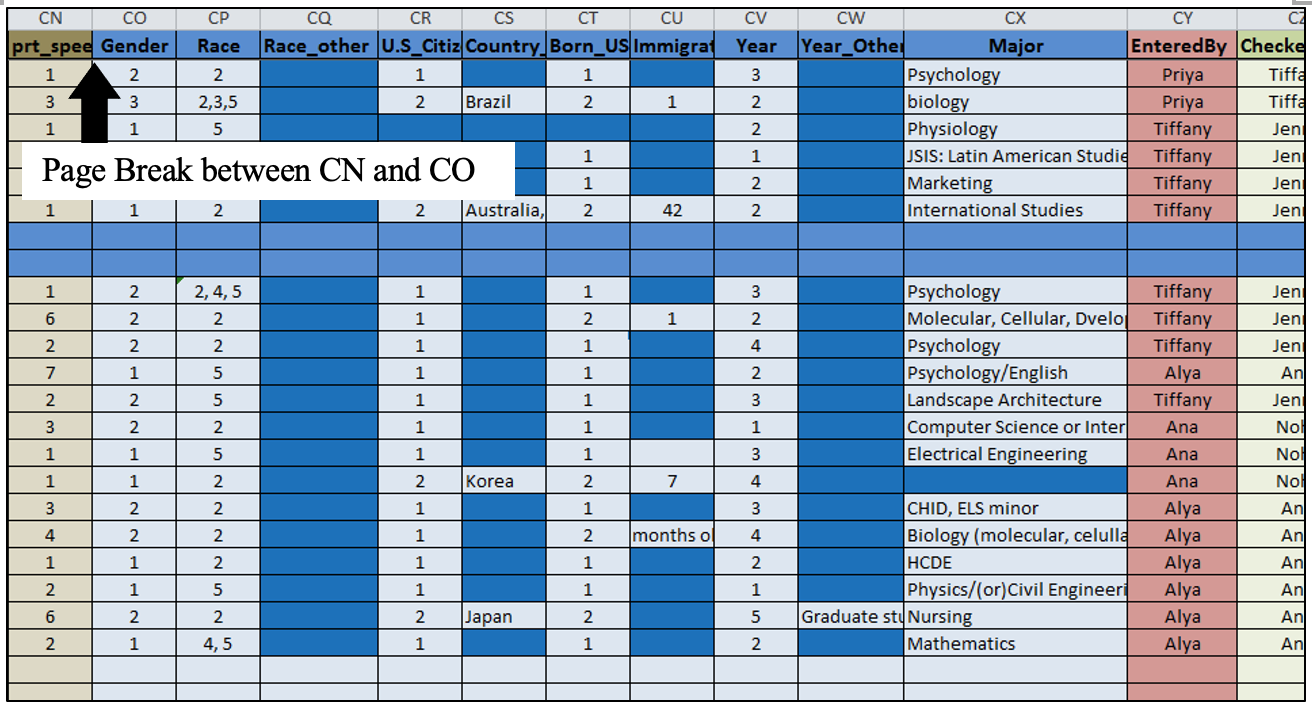 CN CO CP CQ CR CS CT CU CV CW CX CY CZ
prt_spee Gender Race Race_other U.S_Citiz Country_ Born_US Immigrat Year Year_Other Major EnteredBy Checke
1 2 2 1 1 3 Psychology Priya Tiffa
3 3 2,3,5 2 Brazil 2 1 2 biology Priya Tiffa
1 1 5 2 Physiology Tiffany Jen
1 1 JSIS: Latin American Studie Tiffany Jen
Page Break between CN and CO
1 2 Marketing Tiffany Jen
1 1 2 2 Australia, 2 42 2 International Studies Tiffany Jen
1 2 2, 4, 5 1 1 3 Psychology Tiffany Jen
6 2 2 1 2 1 2 Molecular, Cellular, Dvelop Tiffany Jen
2 2 2 1 1 4 Psychology Tiffany Jen
7 1 5 1 1 2 Psychology/English Alya An
2 2 5 1 1 3 Landscape Architecture Tiffany Jen
3 2 2 1 1 1 Computer Science or Inter Ana Noh
1 1 5 1 1 3 Electrical Engineering Ana Noh
1 1 2 2 Korea 2 7 4 Ana Noh
3 2 2 1 1 3 CHID, ELS minor Alya An
4 2 2 1 2 months ol 4 Biology (molecular, celulla Alya An
1 1 2 1 1 2 HCDE Alya An
2 1 5 1 1 1 Physics/(or)Civil Engineeri Alya An
6 2 2 2 Japan 2 5 Graduate stu Nursing Alya An
2 1 4, 5 1 1 2 Mathematics Alya An